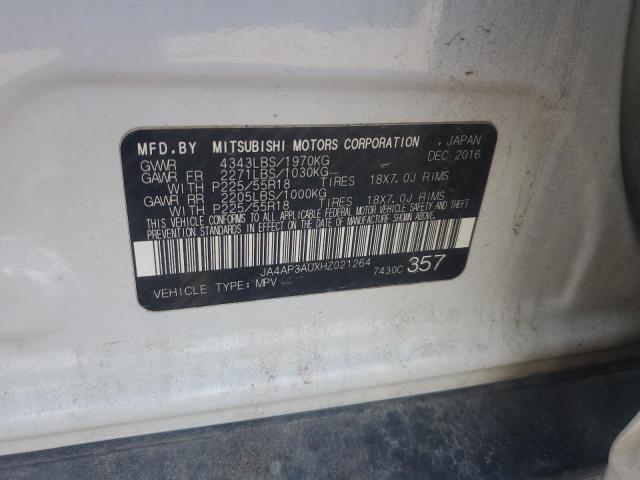 MFD.BY MITSUBISHI MOTORS CORPORATION , JAPAN
GVWR 4343LBS/1970KG DEC 2016
GAWR FR 2271LBS/1030KG
WITH P225/55R18 TIRES 18X7.0J RIMS
GAWR RR 2205LBS/1000KG
WITH P225/55R18 TIRES 18X7.0J RIMS
THIS VEHICLE CONFORMS TO ALL APPLICABLE FEDERAL MOTOR VEHICLE SAFETY AND THEFT
PREVENTION STANDARDS IN EFFECT ON THE DATE OF MANUFACTURE SHOWN ABOVE.
JA4AP3AUXHZ021264 7430C 357
VEHICLE TYPE: MPV